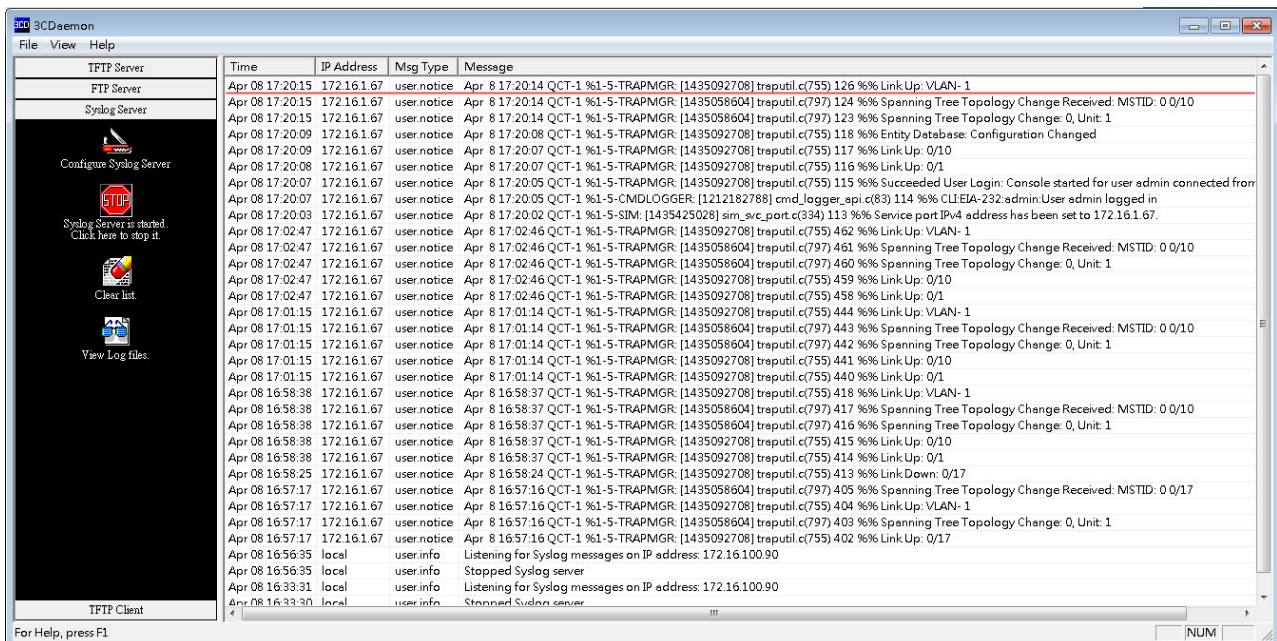 3CD 3CDaemon
File View Help
TFTP Server
FTP Server
Syslog Server
Configure Syslog Server
STOP
Syslog Server is started.
Click here to stop it.
Clear list.
View Log files.
TFTP Client
Time IP Address Msg Type Message
Apr 08 17:20:15 172.16.1.67 user.notice Apr 8 17:20:14 QCT-1 %1-5-TRAPMGR: [1435092708] traputil.c(755) 126 %% Link Up: VLAN- 1
Apr 08 17:20:15 172.16.1.67 user.notice Apr 8 17:20:14 QCT-1 %1-5-TRAPMGR: [1435058604] traputil.c(797) 124 %% Spanning Tree Topology Change Received: MSTID: 0 0/10
Apr 08 17:20:15 172.16.1.67 user.notice Apr 8 17:20:14 QCT-1 %1-5-TRAPMGR: [1435058604] traputil.c(797) 123 %% Spanning Tree Topology Change: 0, Unit: 1
Apr 08 17:20:09 172.16.1.67 user.notice Apr 8 17:20:08 QCT-1 %1-5-TRAPMGR: [1435092708] traputil.c(755) 118 %% Entity Database: Configuration Changed
Apr 08 17:20:09 172.16.1.67 user.notice Apr 8 17:20:07 QCT-1 %1-5-TRAPMGR: [1435092708] traputil.c(755) 117 %% Link Up: 0/10
Apr 08 17:20:08 172.16.1.67 user.notice Apr 8 17:20:07 QCT-1 %1-5-TRAPMGR: [1435092708] traputil.c(755) 116 %% Link Up: 0/1
Apr 08 17:20:07 172.16.1.67 user.notice Apr 8 17:20:05 QCT-1 %1-5-TRAPMGR: [1435092708] traputil.c(755) 115 %% Succeeded User Login: Console started for user admin connected from
Apr 08 17:20:07 172.16.1.67 user.notice Apr 8 17:20:05 QCT-1 %1-5-CMDLOGGER: [1212182788] cmd_logger_api.c(83) 114 %% CLI:EIA-232:admin:User admin logged in
Apr 08 17:20:03 172.16.1.67 user.notice Apr 8 17:20:02 QCT-1 %1-5-SIM: [1435425028] sim_svc_port.c(334) 113 %% Service port IPv4 address has been set to 172.16.1.67.
Apr 08 17:02:47 172.16.1.67 user.notice Apr 8 17:02:46 QCT-1 %1-5-TRAPMGR: [1435092708] traputil.c(755) 462 %% Link Up: VLAN- 1
Apr 08 17:02:47 172.16.1.67 user.notice Apr 8 17:02:46 QCT-1 %1-5-TRAPMGR: [1435058604] traputil.c(797) 461 %% Spanning Tree Topology Change Received: MSTID: 0 0/10
Apr 08 17:02:47 172.16.1.67 user.notice Apr 8 17:02:46 QCT-1 %1-5-TRAPMGR: [1435058604] traputil.c(797) 460 %% Spanning Tree Topology Change: 0, Unit: 1
Apr 08 17:02:47 172.16.1.67 user.notice Apr 8 17:02:46 QCT-1 %1-5-TRAPMGR: [1435092708] traputil.c(755) 459 %% Link Up: 0/10
Apr 08 17:02:47 172.16.1.67 user.notice Apr 8 17:02:46 QCT-1 %1-5-TRAPMGR: [1435092708] traputil.c(755) 458 %% Link Up: 0/1
Apr 08 17:01:15 172.16.1.67 user.notice Apr 8 17:01:14 QCT-1 %1-5-TRAPMGR: [1435092708] traputil.c(755) 444 %% Link Up: VLAN- 1
Apr 08 17:01:15 172.16.1.67 user.notice Apr 8 17:01:14 QCT-1 %1-5-TRAPMGR: [1435058604] traputil.c(797) 443 %% Spanning Tree Topology Change Received: MSTID: 0 0/10
Apr 08 17:01:15 172.16.1.67 user.notice Apr 8 17:01:14 QCT-1 %1-5-TRAPMGR: [1435058604] traputil.c(797) 442 %% Spanning Tree Topology Change: 0, Unit: 1
Apr 08 17:01:15 172.16.1.67 user.notice Apr 8 17:01:14 QCT-1 %1-5-TRAPMGR: [1435092708] traputil.c(755) 441 %% Link Up: 0/10
Apr 08 17:01:15 172.16.1.67 user.notice Apr 8 17:01:14 QCT-1 %1-5-TRAPMGR: [1435092708] traputil.c(755) 440 %% Link Up: 0/1
Apr 08 16:58:38 172.16.1.67 user.notice Apr 8 16:58:37 QCT-1 %1-5-TRAPMGR: [1435092708] traputil.c(755) 418 %% Link Up: VLAN- 1
Apr 08 16:58:38 172.16.1.67 user.notice Apr 8 16:58:37 QCT-1 %1-5-TRAPMGR: [1435058604] traputil.c(797) 417 %% Spanning Tree Topology Change Received: MSTID: 0 0/10
Apr 08 16:58:38 172.16.1.67 user.notice Apr 8 16:58:37 QCT-1 %1-5-TRAPMGR: [1435058604] traputil.c(797) 416 %% Spanning Tree Topology Change: 0, Unit: 1
Apr 08 16:58:38 172.16.1.67 user.notice Apr 8 16:58:37 QCT-1 %1-5-TRAPMGR: [1435092708] traputil.c(755) 415 %% Link Up: 0/10
Apr 08 16:58:38 172.16.1.67 user.notice Apr 8 16:58:37 QCT-1 %1-5-TRAPMGR: [1435092708] traputil.c(755) 414 %% Link Up: 0/1
Apr 08 16:58:25 172.16.1.67 user.notice Apr 8 16:58:24 QCT-1 %1-5-TRAPMGR: [1435092708] traputil.c(755) 413 %% Link Down: 0/17
Apr 08 16:57:17 172.16.1.67 user.notice Apr 8 16:57:16 QCT-1 %1-5-TRAPMGR: [1435058604] traputil.c(797) 405 %% Spanning Tree Topology Change Received: MSTID: 0 0/17
Apr 08 16:57:17 172.16.1.67 user.notice Apr 8 16:57:16 QCT-1 %1-5-TRAPMGR: [1435092708] traputil.c(755) 404 %% Link Up: VLAN- 1
Apr 08 16:57:17 172.16.1.67 user.notice Apr 8 16:57:16 QCT-1 %1-5-TRAPMGR: [1435058604] traputil.c(797) 403 %% Spanning Tree Topology Change: 0, Unit: 1
Apr 08 16:57:17 172.16.1.67 user.notice Apr 8 16:57:16 QCT-1 %1-5-TRAPMGR: [1435092708] traputil.c(755) 402 %% Link Up: 0/17
Apr 08 16:56:35 local user.info Listening for Syslog messages on IP address: 172.16.100.90
Apr 08 16:56:35 local user.info Stopped Syslog server
Apr 08 16:33:31 local user.info Listening for Syslog messages on IP address: 172.16.100.90
Apr 08 16:33:30 local user.info Stopped Syslog server
For Help, press F1
NUM